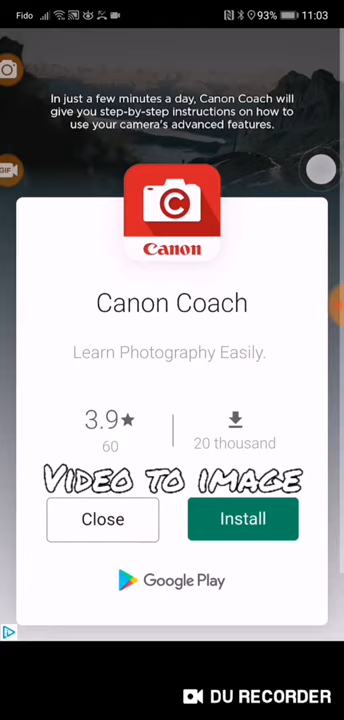 Fido 93% 11:03
In just a few minutes a day, Canon Coach will
give you step-by-step instructions on how to
use your camera's advanced features.
GIF
C
Canon
Canon Coach
Learn Photography Easily.
3.9★
60
20 thousand
VIDEO TO IMAGE
Close
Install
Google Play
DU RECORDER